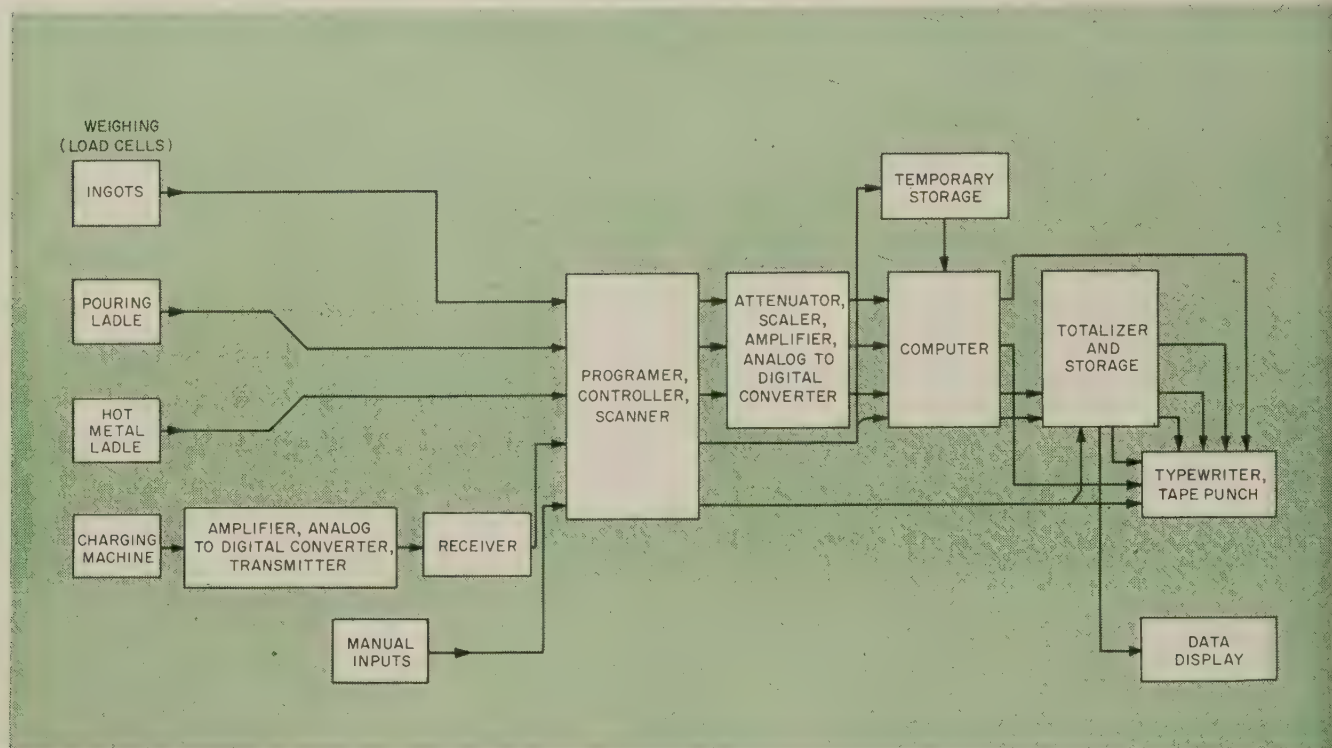 WEIGHING
(LOAD CELLS)
INGOTS
POURING
LADLE
HOT
METAL
LADLE
CHARGING
MACHINE
AMPLIFIER, ANALOG
TO DIGITAL CONVERTER,
TRANSMITTER
RECEIVER
MANUAL
INPUTS
PROGRAMER,
CONTROLLER,
SCANNER
ATTENUATOR,
SCALER,
AMPLIFIER,
ANALOG TO
DIGITAL
CONVERTER
TEMPORARY
STORAGE
COMPUTER
TOTALIZER
AND
STORAGE
TYPEWRITER,
TAPE PUNCH
DATA
DISPLAY